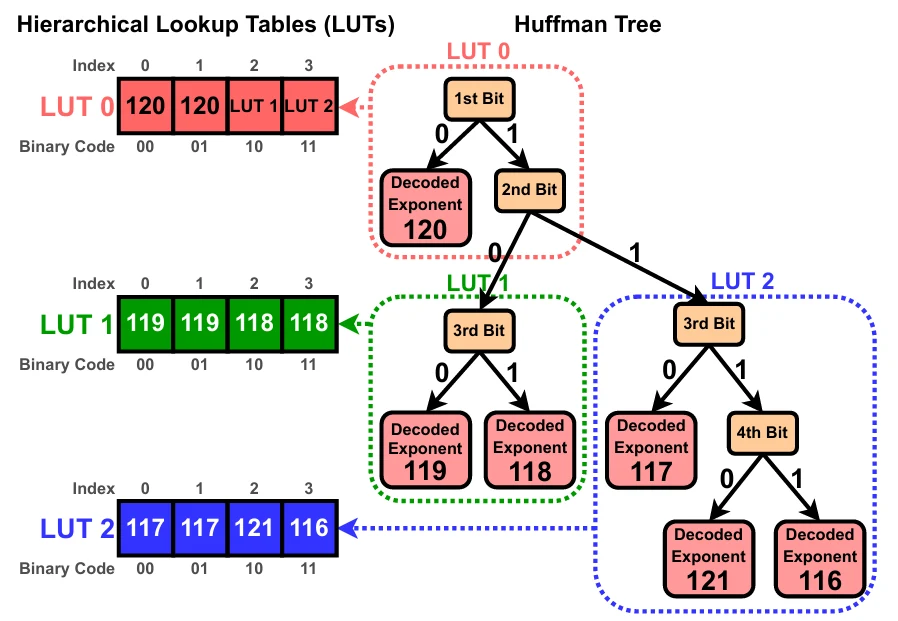 Hierarchical Lookup Tables (LUTs)
Huffman Tree
Index 0 1 2 3
LUT 0 120 120 LUT 1 LUT 2
Binary Code 00 01 10 11
LUT 0
1st Bit
0 1
Decoded
Exponent
120
2nd Bit
0 1
Index 0 1 2 3
LUT 1 119 119 118 118
Binary Code 00 01 10 11
LUT 1
3rd Bit
0 1
Decoded
Exponent
119
Decoded
Exponent
118
LUT 2
3rd Bit
0 1
Decoded
Exponent
117
4th Bit
0 1
Decoded
Exponent
121
Decoded
Exponent
116
Index 0 1 2 3
LUT 2 117 117 121 116
Binary Code 00 01 10 11